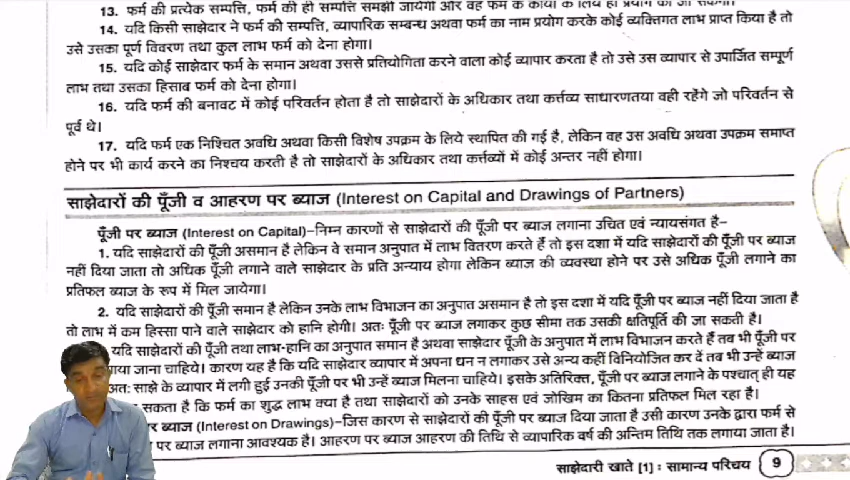 13. फर्म की प्रत्येक सम्पत्ति, फर्म की ही सम्पत्ति समझी जायेगी और वह फर्म के कार्यों के लिये ही प्रयोग की जा सकेगी।
14. यदि किसी साझेदार ने फर्म की सम्पत्ति, व्यापारिक सम्बन्ध अथवा फर्म का नाम प्रयोग करके कोई व्यक्तिगत लाभ प्राप्त किया है तो
उसे उसका पूर्ण विवरण तथा कुल लाभ फर्म को देना होगा।
15. यदि कोई साझेदार फर्म के समान अथवा उससे प्रतियोगिता करने वाला कोई व्यापार करता है तो उसे उस व्यापार से उपार्जित सम्पूर्ण
लाभ तथा उसका हिसाब फर्म को देना होगा।
16. यदि फर्म की बनावट में कोई परिवर्तन होता है तो साझेदारों के अधिकार तथा कर्त्तव्य साधारणतया वही रहेंगे जो परिवर्तन से
पूर्व थे।
17. यदि फर्म एक निश्चित अवधि अथवा किसी विशेष उपक्रम के लिये स्थापित की गई है, लेकिन वह उस अवधि अथवा उपक्रम समाप्त
होने पर भी कार्य करने का निश्चय करती है तो साझेदारों के अधिकार तथा कर्त्तव्यों में कोई अन्तर नहीं होगा।
साझेदारों की पूँजी व आहरण पर ब्याज (Interest on Capital and Drawings of Partners)
पूँजी पर ब्याज (Interest on Capital)–निम्न कारणों से साझेदारों की पूँजी पर ब्याज लगाना उचित एवं न्यायसंगत है–
1. यदि साझेदारों की पूँजी असमान है लेकिन वे समान अनुपात में लाभ वितरण करते हैं तो इस दशा में यदि साझेदारों की पूँजी पर ब्याज
नहीं दिया जाता तो अधिक पूँजी लगाने वाले साझेदार के प्रति अन्याय होगा लेकिन ब्याज की व्यवस्था होने पर उसे अधिक पूँजी लगाने का
प्रतिफल ब्याज के रूप में मिल जायेगा।
2. यदि साझेदारों की पूँजी समान है लेकिन उनके लाभ विभाजन का अनुपात असमान है तो इस दशा में यदि पूँजी पर ब्याज नहीं दिया जाता है
तो लाभ में कम हिस्सा पाने वाले साझेदार को हानि होगी। अतः पूँजी पर ब्याज लगाकर कुछ सीमा तक उसकी क्षतिपूर्ति की जा सकती है।
यदि साझेदारों की पूँजी तथा लाभ-हानि का अनुपात समान है अथवा साझेदार पूँजी के अनुपात में लाभ विभाजन करते हैं तब भी पूँजी पर
जाना चाहिये। कारण यह है कि यदि साझेदार व्यापार में अपना धन न लगाकर उसे अन्य कहीं विनियोजित कर दें तब भी उन्हें ब्याज
अतः साझे के व्यापार में लगी हुई उनकी पूँजी पर भी उन्हें ब्याज मिलना चाहिये। इसके अतिरिक्त, पूँजी पर ब्याज लगाने के पश्चात् ही यह
सकता है कि फर्म का शुद्ध लाभ क्या है तथा साझेदारों को उनके साहस एवं जोखिम का कितना प्रतिफल मिल रहा है।
पर ब्याज (Interest on Drawings)–जिस कारण से साझेदारों की पूँजी पर ब्याज दिया जाता है उसी कारण उनके द्वारा फर्म से
पर ब्याज लगाना आवश्यक है। आहरण पर ब्याज आहरण की तिथि से व्यापारिक वर्ष की अन्तिम तिथि तक लगाया जाता है।
साझेदारी खाते [1] : सामान्य परिचय 9